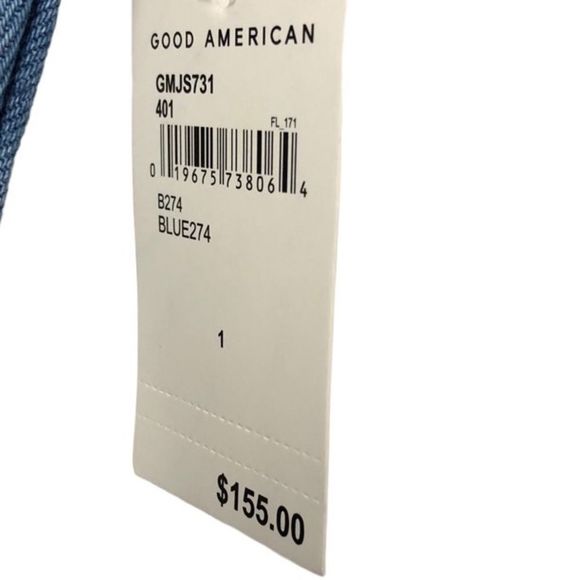 GOOD AMERICAN
GMJS731
401
FL_171
0 19675 73806 4
B274
BLUE274
1
$155.00